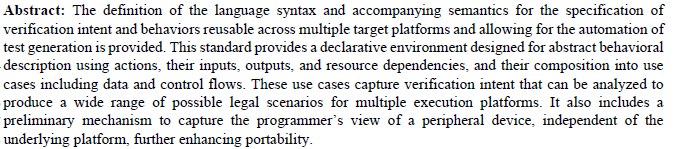 Abstract: The definition of the language syntax and accompanying semantics for the specification of
verification intent and behaviors reusable across multiple target platforms and allowing for the automation of
test generation is provided. This standard provides a declarative environment designed for abstract behavioral
description using actions, their inputs, outputs, and resource dependencies, and their composition into use
cases including data and control flows. These use cases capture verification intent that can be analyzed to
produce a wide range of possible legal scenarios for multiple execution platforms. It also includes a
preliminary mechanism to capture the programmer's view of a peripheral device, independent of the
underlying platform, further enhancing portability.